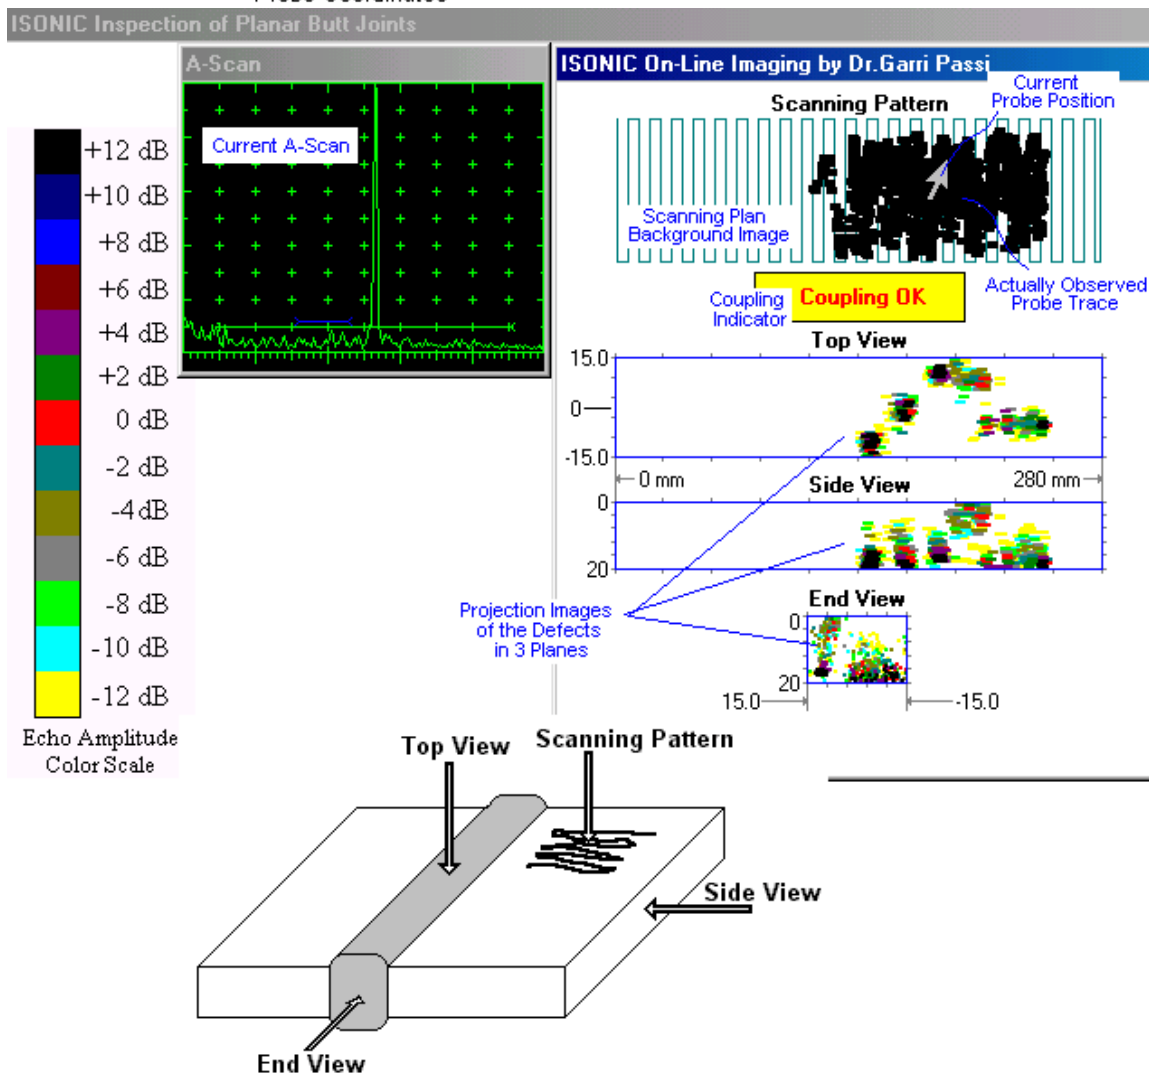 ISONIC Inspection of Planar Butt Joints
A-Scan
Current A-Scan
+12 dB
+10 dB
+8 dB
+6 dB
+4 dB
+2 dB
0 dB
-2 dB
-4 dB
-6 dB
-8 dB
-10 dB
-12 dB
Echo Amplitude
Color Scale
ISONIC On-Line Imaging by Dr.Garri Passi
Current
Probe Position
Scanning Pattern
Scanning Plan
Background Image
Actually Observed
Probe Trace
Coupling
Indicator
Coupling OK
Top View
15.0
0
-15.0
0 mm
280 mm
Side View
0
20
Projection Images
of the Defects
in 3 Planes
End View
0
20
15.0
-15.0
Top View
Scanning Pattern
Side View
End View